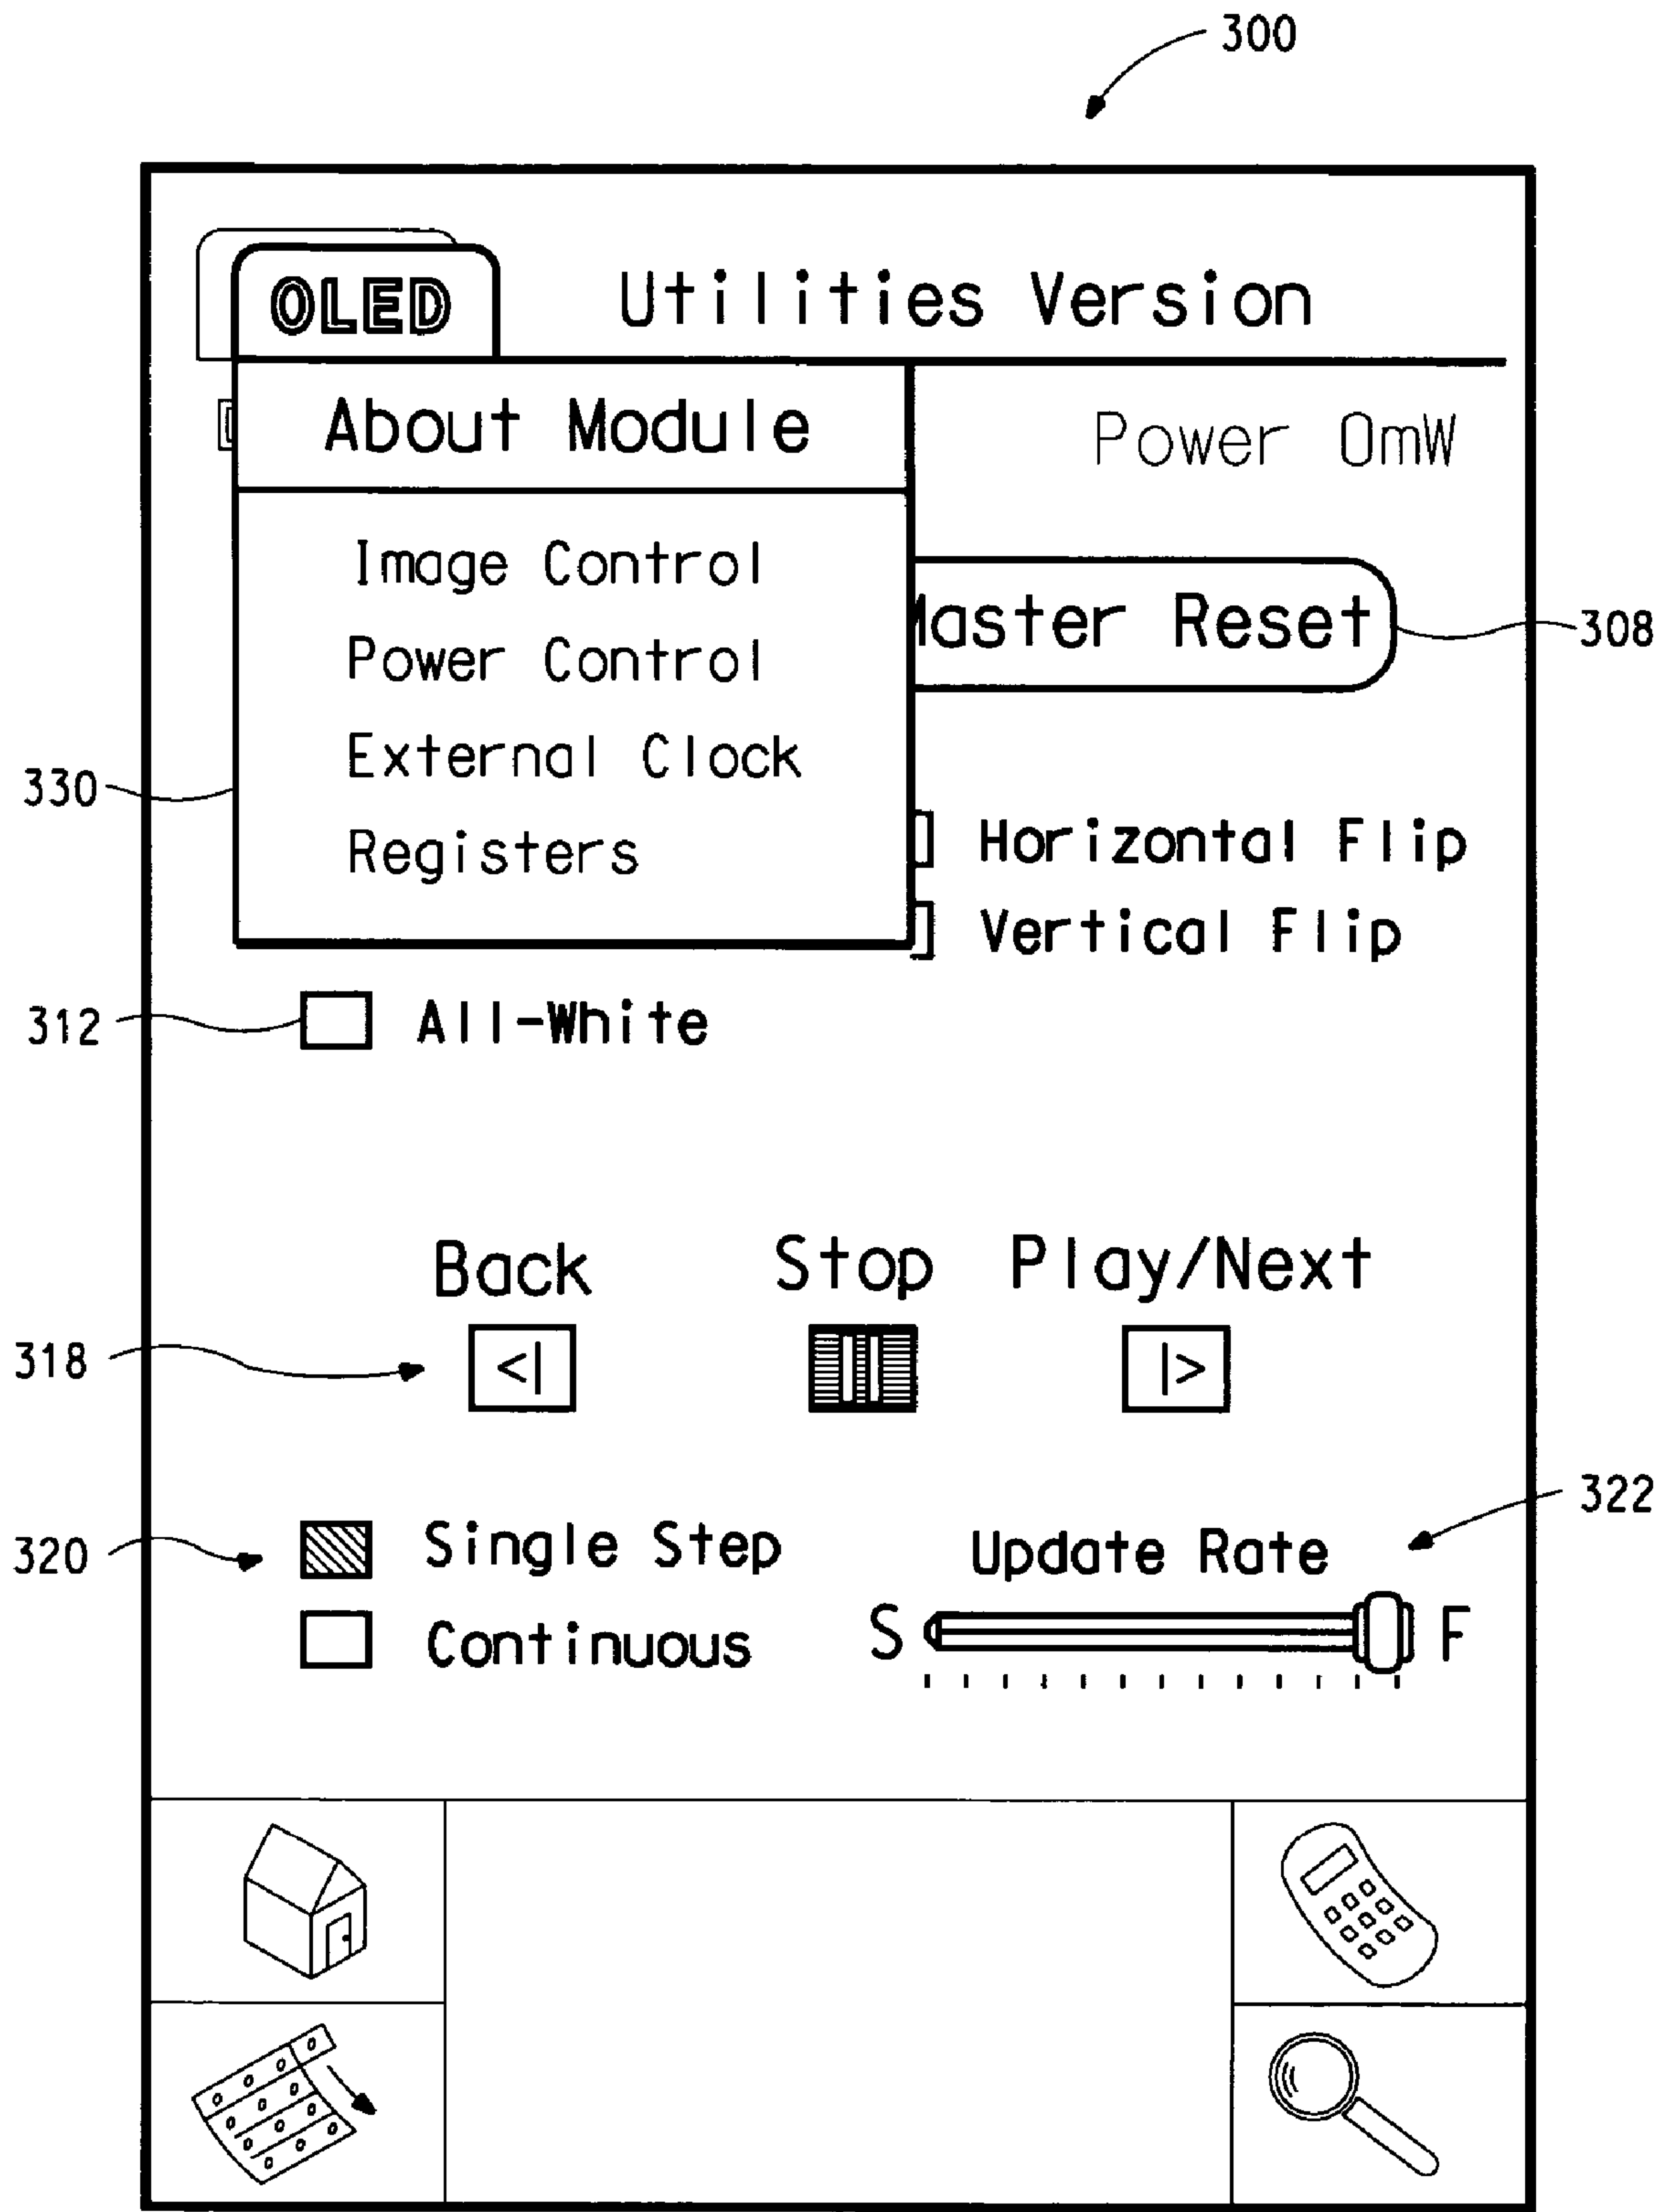 300
OLED Utilities Version
About Module
Power 0mW
Image Control
Master Reset
308
Power Control
External Clock
330
Registers
Horizontal Flip
Vertical Flip
312
All-White
Back Stop Play/Next
318
<| |>
322
320
Single Step
Update Rate
Continuous
S F